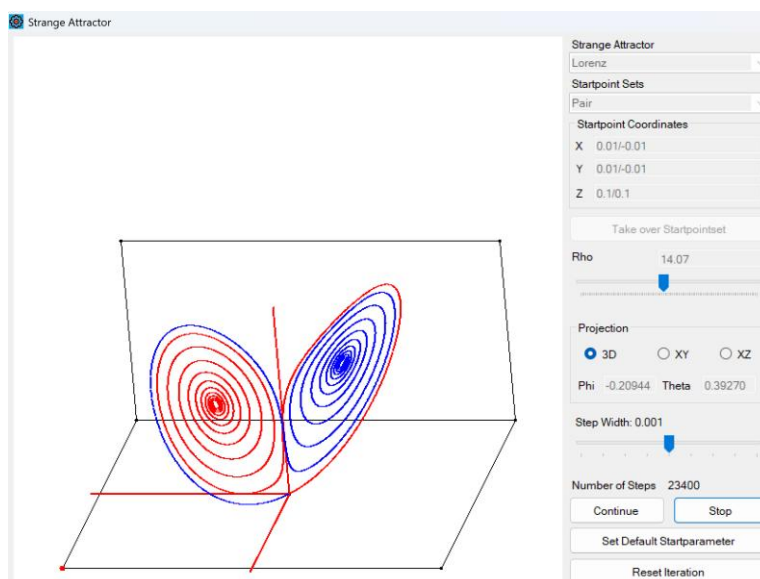 Strange Attractor
Strange Attractor
Lorenz
Startpoint Sets
Pair
Startpoint Coordinates
X 0.01/-0.01
Y 0.01/-0.01
Z 0.1/0.1
Take over Startpointset
Rho 14.07
Projection
3D XY XZ
Phi -0.20944 Theta 0.39270
Step Width: 0.001
Number of Steps 23400
Continue Stop
Set Default Startparameter
Reset Iteration